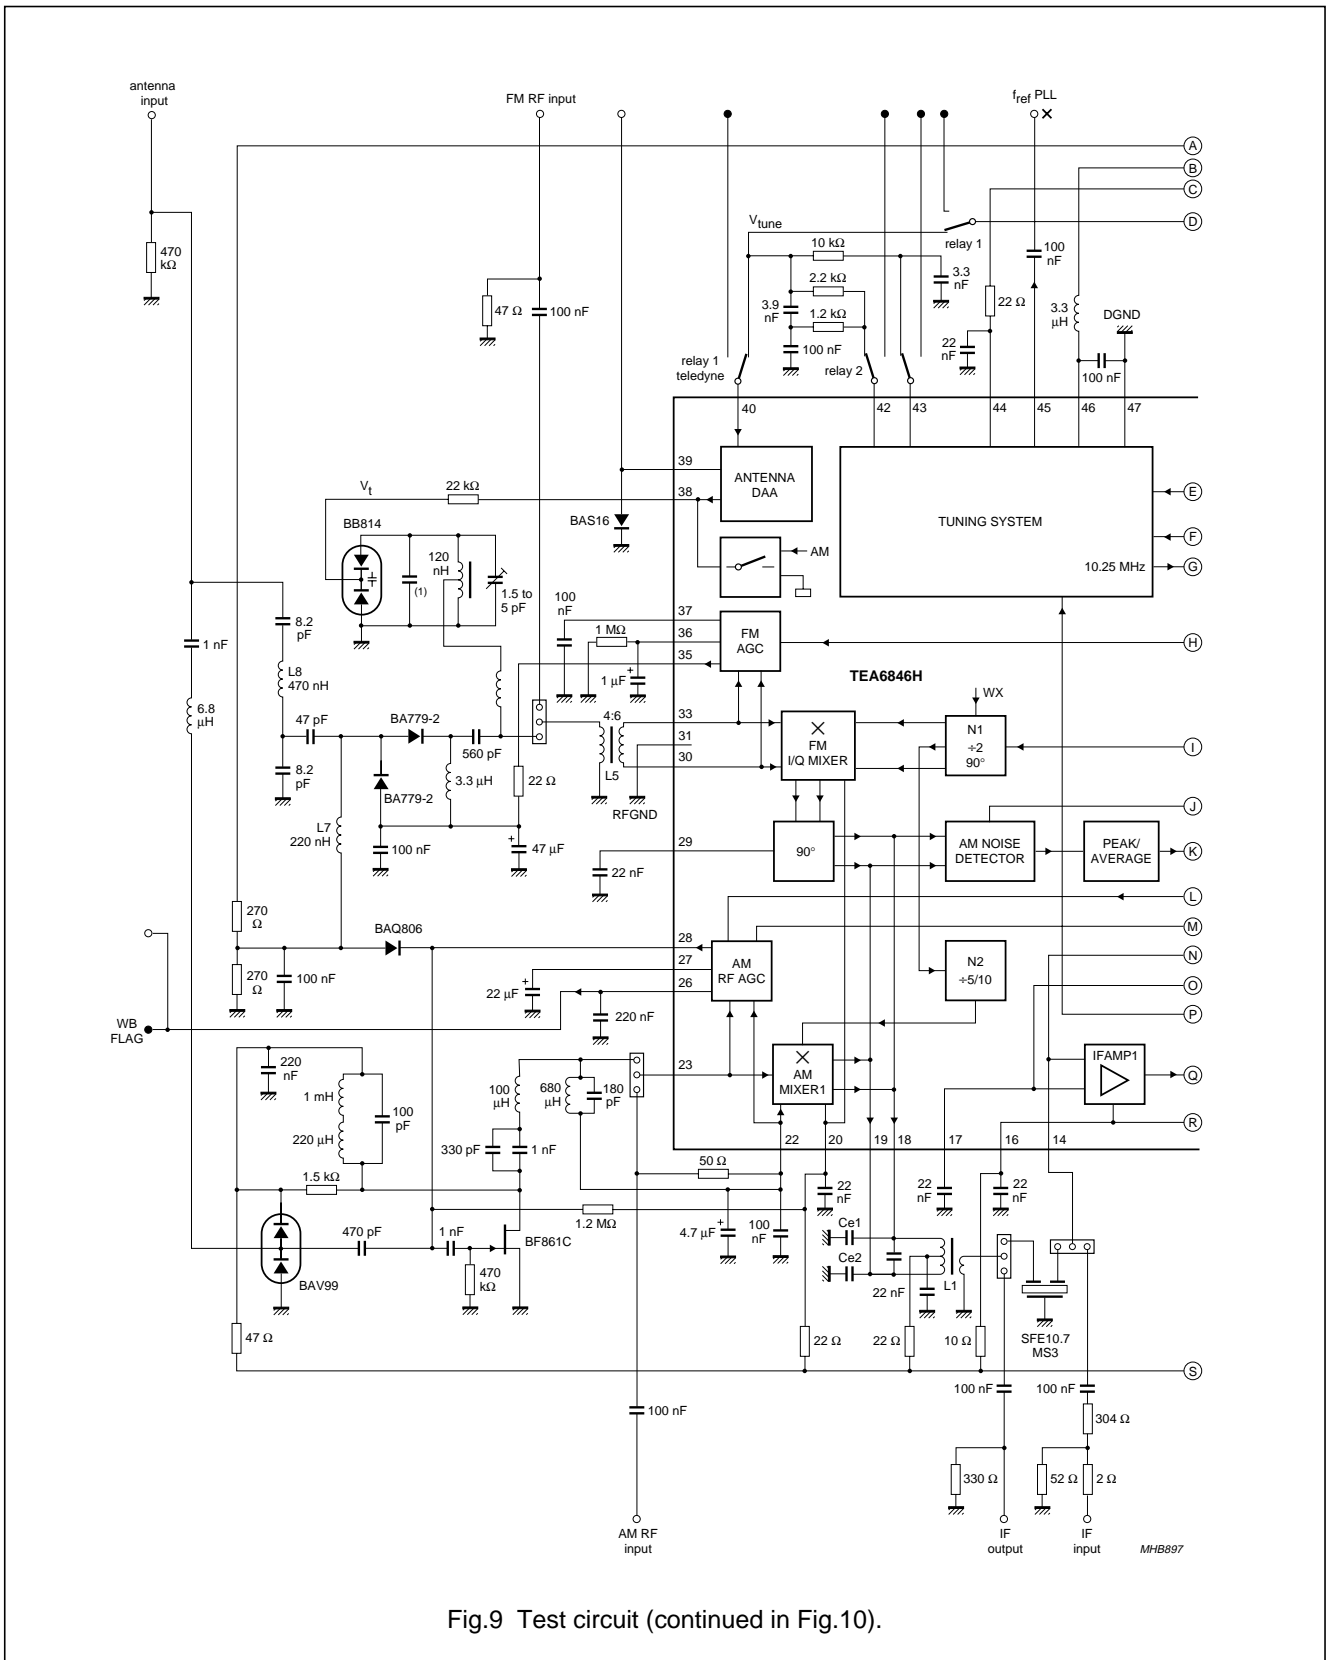 antenna
input
FM RF input
f_ref PLL
A
B
C
D
V_tune
10 kΩ
relay 1
470
kΩ
100
nF
3.3
nF
2.2 kΩ
47 Ω
100 nF
3.9
nF
1.2 kΩ
22 Ω
3.3
μH
DGND
100 nF
22
nF
relay 1
teledyne
relay 2
100 nF
40
42
43
44
45
46
47
39
38
ANTENNA
DAA
TUNING SYSTEM
10.25 MHz
E
F
G
V_t
22 kΩ
BB814
BAS16
AM
120
nH
(1)
1.5 to
5 pF
100
nF
37
36
35
1 MΩ
FM
AGC
H
8.2
pF
1 nF
L8
470 nH
1 μF
+
TEA6846H
WX
6.8
μH
47 pF
BA779-2
560 pF
4:6
L5
33
31
30
FM
I/Q MIXER
N1
÷2
90°
I
8.2
pF
BA779-2
3.3 μH
22 Ω
RFGND
J
L7
220 nH
100 nF
+
47 μF
29
22 nF
90°
AM NOISE
DETECTOR
PEAK/
AVERAGE
K
L
270
Ω
BAQ806
28
27
26
AM
RF AGC
M
N
270
Ω
100 nF
22 μF
+
N2
÷5/10
O
WB
FLAG
220 nF
P
220
nF
1 mH
100
pF
220 μH
100
μH
680
μH
180
pF
23
AM
MIXER1
IFAMP1
Q
R
330 pF
1 nF
22
20
19
18
17
16
14
1.5 kΩ
50 Ω
22
nF
22
nF
22
nF
1.2 MΩ
470 pF
1 nF
BF861C
+
4.7 μF
100
nF
Ce1
Ce2
BAV99
470
kΩ
22 nF
L1
47 Ω
22 Ω
22 Ω
10 Ω
SFE10.7
MS3
S
100 nF
100 nF
100 nF
304 Ω
330 Ω
52 Ω
2 Ω
AM RF
input
IF
output
IF
input
MHB897
Fig.9 Test circuit (continued in Fig.10).